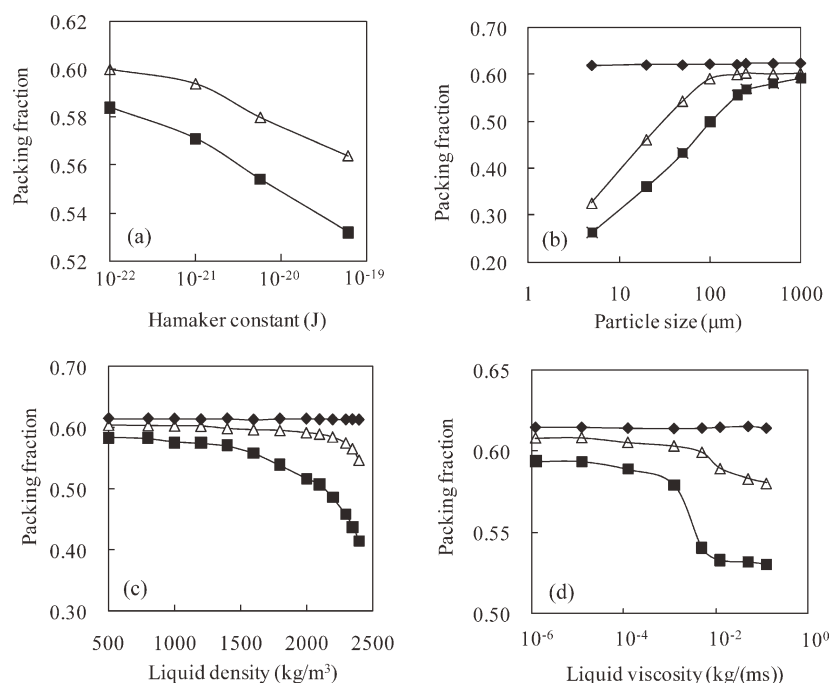 0.62
0.60
0.58
0.56
0.54
0.52
Packing fraction
(a)
10⁻²² 10⁻²¹ 10⁻²⁰ 10⁻¹⁹
Hamaker constant (J)
0.70
0.60
0.50
0.40
0.30
0.20
Packing fraction
(b)
1 10 100 1000
Particle size (μm)
0.70
0.60
0.50
0.40
0.30
Packing fraction
(c)
500 1000 1500 2000 2500
Liquid density (kg/m³)
0.65
0.60
0.55
0.50
Packing fraction
(d)
10⁻⁶ 10⁻⁴ 10⁻² 10⁰
Liquid viscosity (kg/(ms))